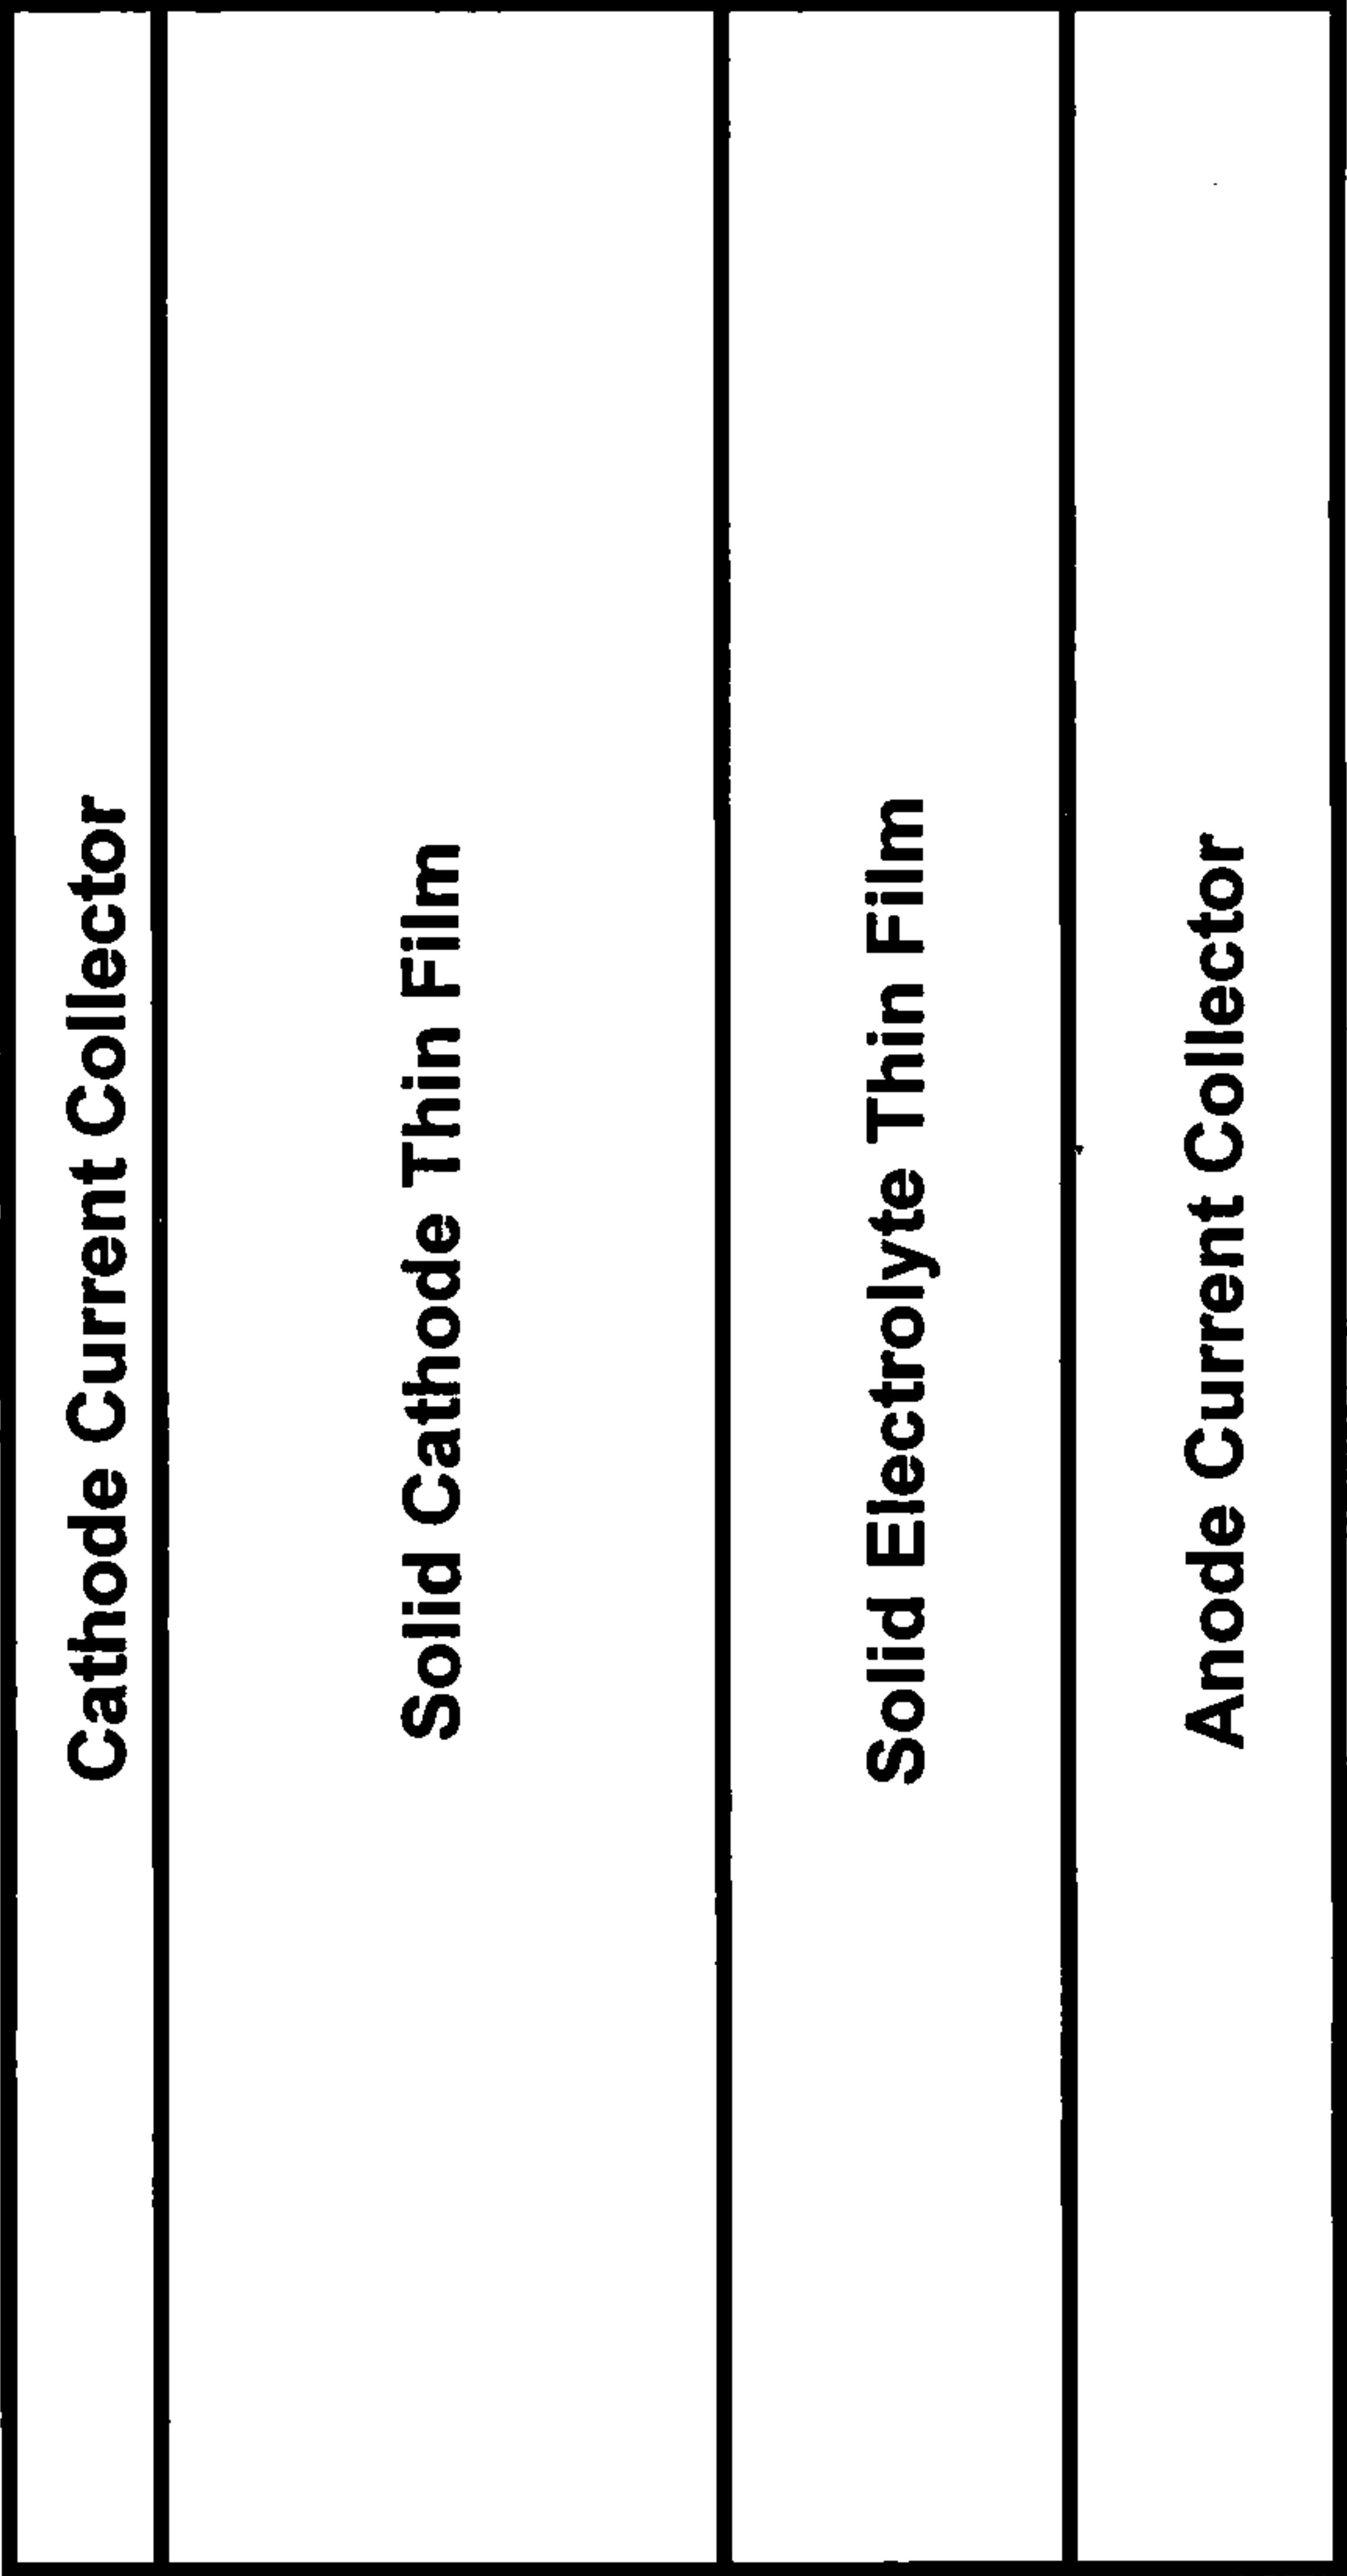 Cathode Current Collector
Solid Cathode Thin Film
Solid Electrolyte Thin Film
Anode Current Collector